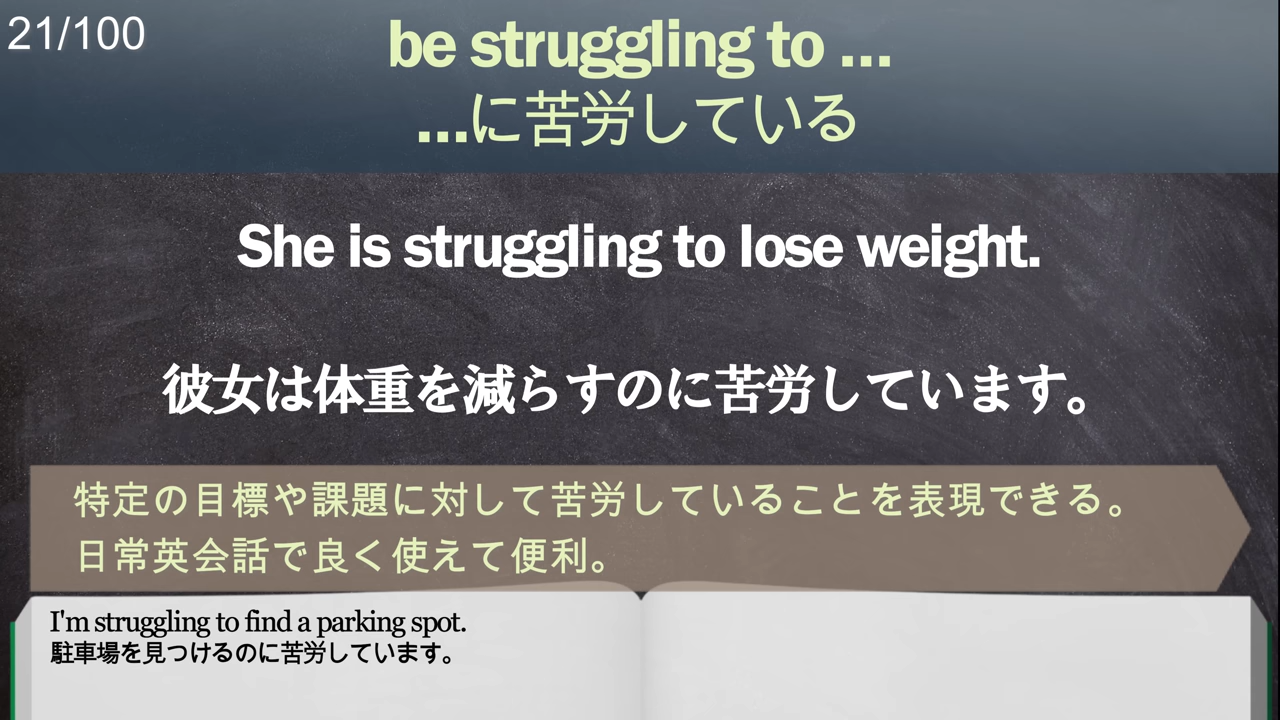 21/100
be struggling to ...
...に苦労している
She is struggling to lose weight.
彼女は体重を減らすのに苦労しています。
特定の目標や課題に対して苦労していることを表現できる。
日常英会話で良く使えて便利。
I'm struggling to find a parking spot.
駐車場を見つけるのに苦労しています。